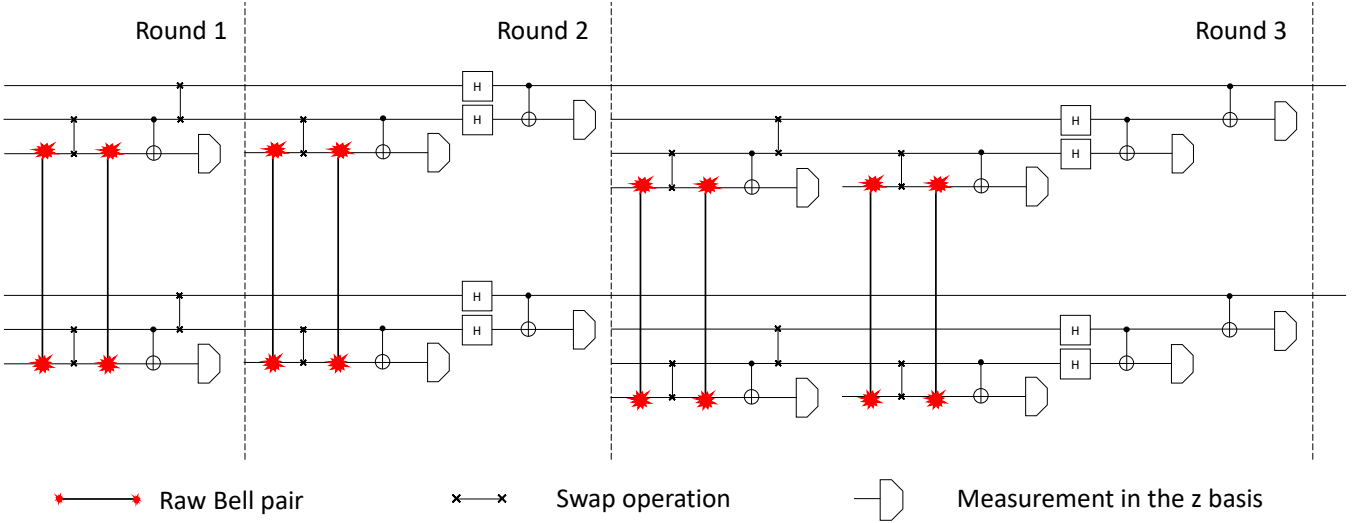 Round 1
Round 2
Round 3
H
H
H
H
H
H
H
H
Raw Bell pair
Swap operation
Measurement in the z basis